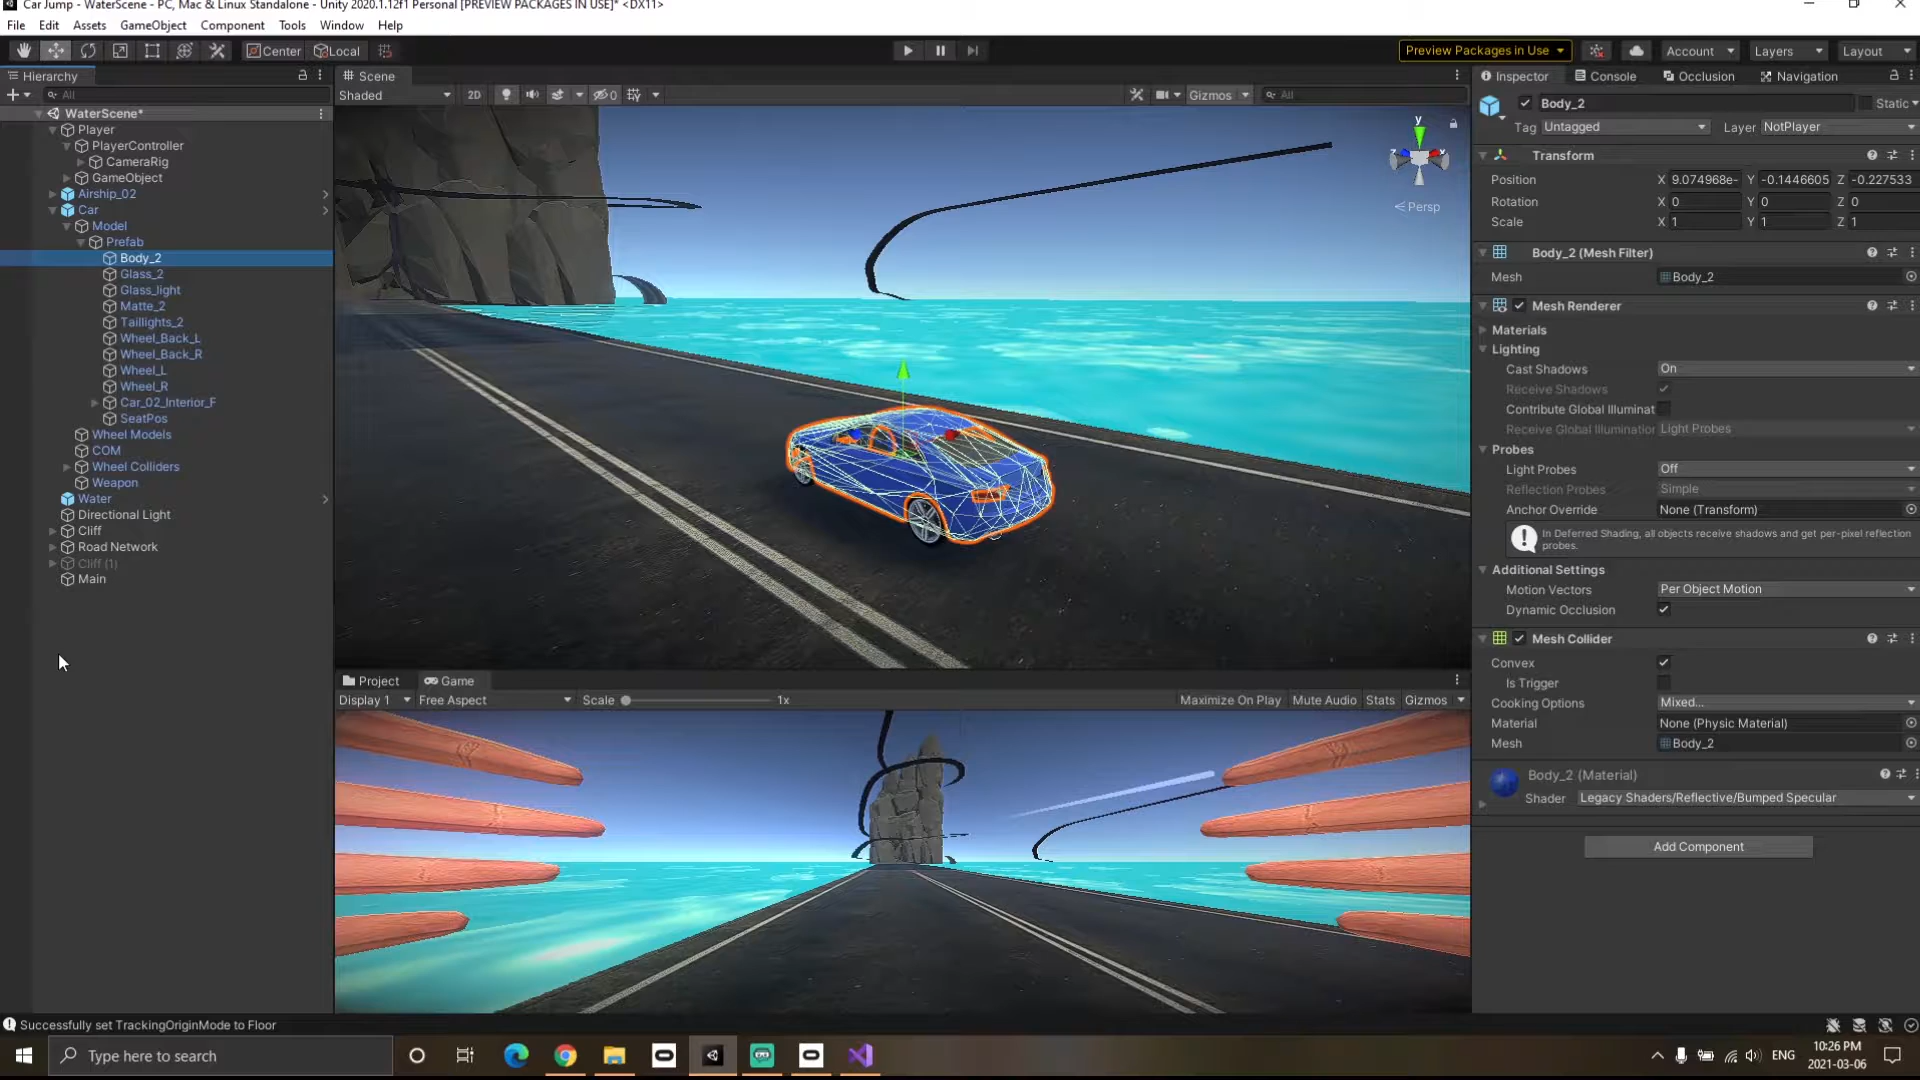 Car Jump - WaterScene - PC, Mac & Linux Standalone - Unity 2020.1.12f1 Personal [PREVIEW PACKAGES IN USE]* <DX11>
File Edit Assets GameObject Component Tools Window Help
Center Local Preview Packages in Use Account Layers Layout
Hierarchy
All
WaterScene*
Player
PlayerController
CameraRig
GameObject
Airship_02
Car
Model
Prefab
Body_2
Glass_2
Glass_light
Matte_2
Taillights_2
Wheel_Back_L
Wheel_Back_R
Wheel_L
Wheel_R
Car_02_Interior_F
SeatPos
Wheel Models
COM
Wheel Colliders
Weapon
Water
Directional Light
Cliff
Road Network
Cliff (1)
Main
Scene
Shaded 2D 0 Gizmos All
y
z x
Persp
Project Game
Display 1 Free Aspect Scale 1x Maximize On Play Mute Audio Stats Gizmos
Inspector Console Occlusion Navigation
Body_2 Static
Tag Untagged Layer NotPlayer
Transform
Position X 9.074968e- Y -0.1446605 Z -0.227533
Rotation X 0 Y 0 Z 0
Scale X 1 Y 1 Z 1
Body_2 (Mesh Filter)
Mesh Body_2
Mesh Renderer
Materials
Lighting
Cast Shadows On
Receive Shadows
Contribute Global Illuminat
Receive Global Illumination Light Probes
Probes
Light Probes Off
Reflection Probes Simple
Anchor Override None (Transform)
In Deferred Shading, all objects receive shadows and get per-pixel reflection
probes.
Additional Settings
Motion Vectors Per Object Motion
Dynamic Occlusion
Mesh Collider
Convex
Is Trigger
Cooking Options Mixed...
Material None (Physic Material)
Mesh Body_2
Body_2 (Material)
Shader Legacy Shaders/Reflective/Bumped Specular
Add Component
Successfully set TrackingOriginMode to Floor
Type here to search
ENG
10:26 PM
2021-03-06